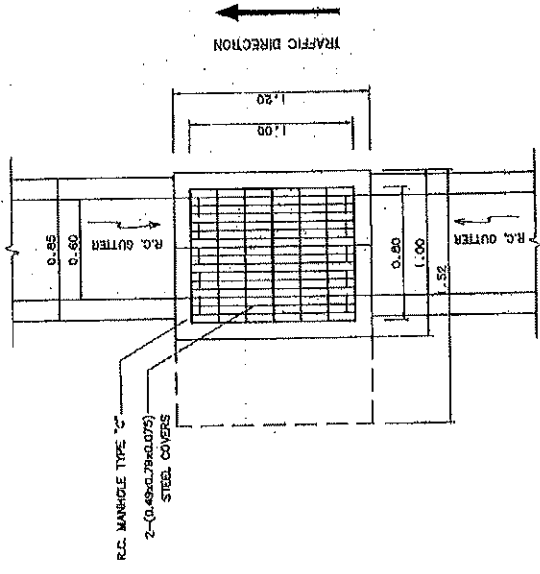 TRAFFIC DIRECTION
1.20
1.00
0.85
0.60
R.C. GUTTER
R.C. GUTTER
0.80
1.00
1.52
R.C. MANHOLE TYPE "C"
2-(0.49x0.79x0.075)
STEEL COVERS